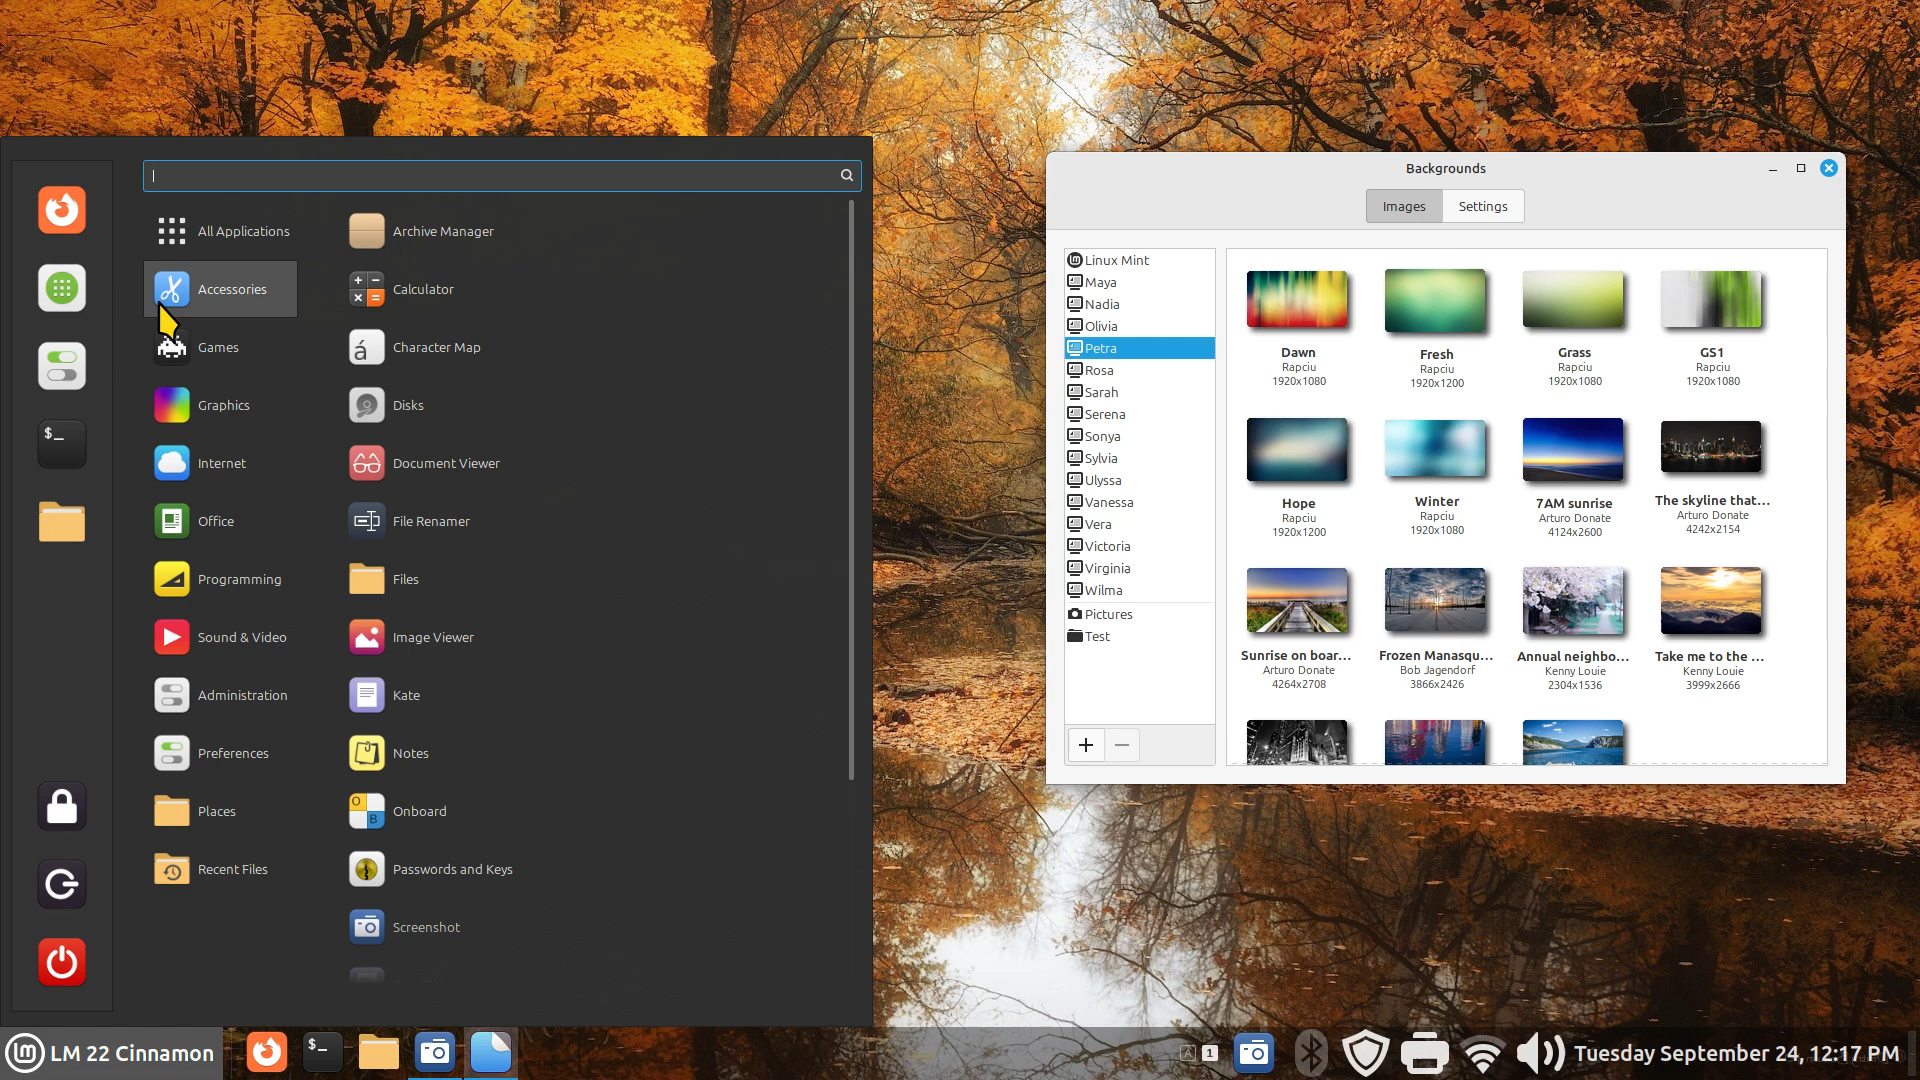 All Applications
Accessories
Games
Graphics
Internet
Office
Programming
Sound & Video
Administration
Preferences
Places
Recent Files
Archive Manager
Calculator
Character Map
Disks
Document Viewer
File Renamer
Files
Image Viewer
Kate
Notes
Onboard
Passwords and Keys
Screenshot
$_
á
O
B
Backgrounds
Images
Settings
Linux Mint
Maya
Nadia
Olivia
Petra
Rosa
Sarah
Serena
Sonya
Sylvia
Ulyssa
Vanessa
Vera
Victoria
Virginia
Wilma
Pictures
Test
Dawn
Rapciu
1920x1080
Fresh
Rapciu
1920x1200
Grass
Rapciu
1920x1080
GS1
Rapciu
1920x1080
Hope
Rapciu
1920x1200
Winter
Rapciu
1920x1080
7AM sunrise
Arturo Donate
4124x2600
The skyline that...
Arturo Donate
4242x2154
Sunrise on boar...
Arturo Donate
4264x2708
Frozen Manasqu...
Bob Jagendorf
3866x2426
Annual neighbo...
Kenny Louie
2304x1536
Take me to the ...
Kenny Louie
3999x2666
LM 22 Cinnamon
$_
A
1
Tuesday September 24, 12:17 PM